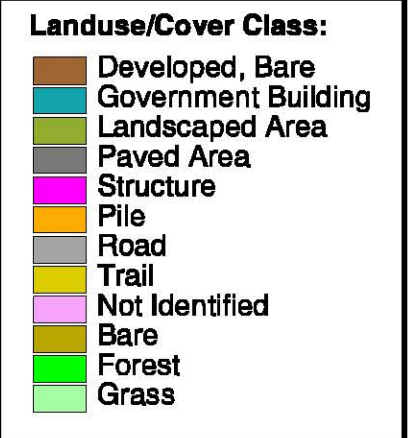 Landuse/Cover Class:
Developed, Bare
Government Building
Landscaped Area
Paved Area
Structure
Pile
Road
Trail
Not Identified
Bare
Forest
Grass